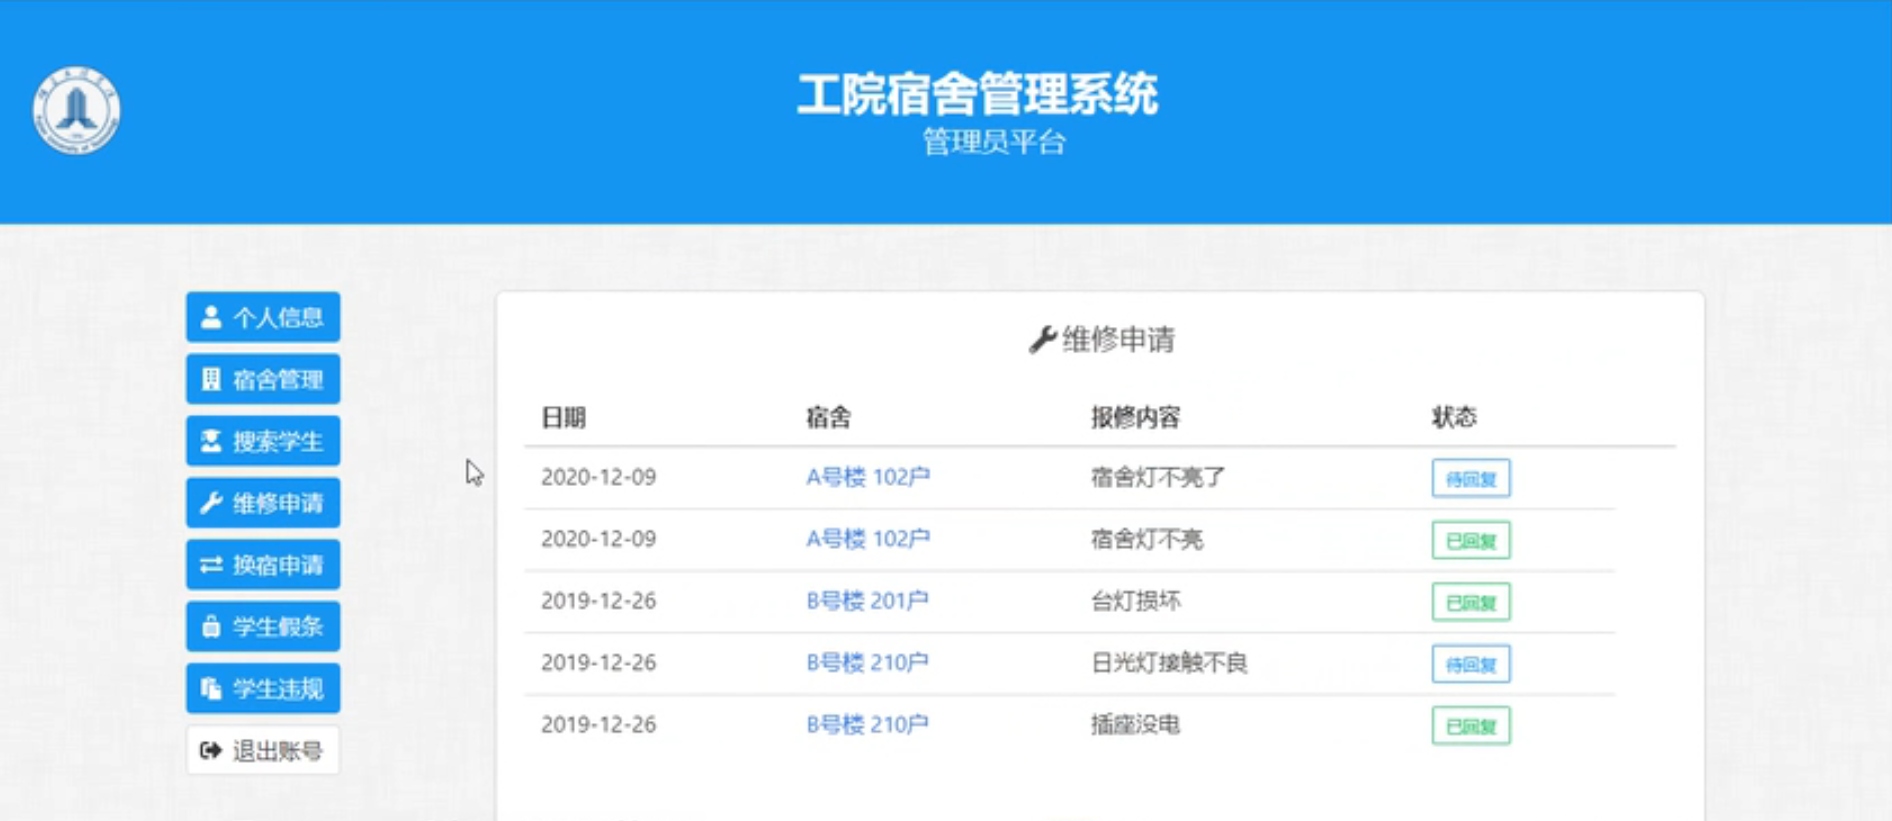 工院宿舍管理系统
管理员平台
个人信息
宿舍管理
搜索学生
维修申请
换宿申请
学生假条
学生违规
退出账号
维修申请
日期 宿舍 报修内容 状态
2020-12-09 A号楼 102户 宿舍灯不亮了 待回复
2020-12-09 A号楼 102户 宿舍灯不亮 已回复
2019-12-26 B号楼 201户 台灯损坏 已回复
2019-12-26 B号楼 210户 日光灯接触不良 待回复
2019-12-26 B号楼 210户 插座没电 已回复